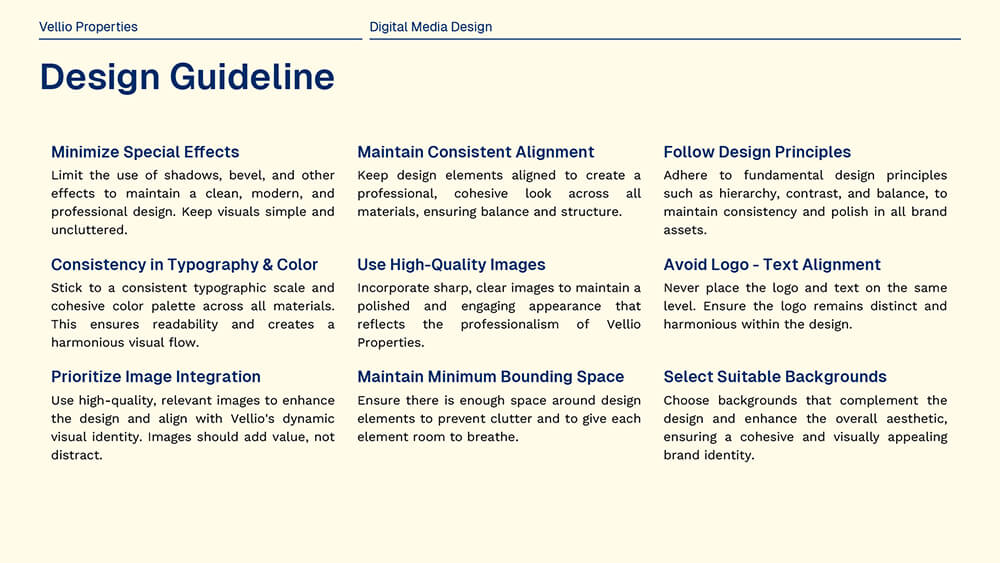 Vellio Properties
Digital Media Design
Design Guideline
Minimize Special Effects
Limit the use of shadows, bevel, and other
effects to maintain a clean, modern, and
professional design. Keep visuals simple and
uncluttered.
Maintain Consistent Alignment
Keep design elements aligned to create a
professional, cohesive look across all
materials, ensuring balance and structure.
Follow Design Principles
Adhere to fundamental design principles
such as hierarchy, contrast, and balance, to
maintain consistency and polish in all brand
assets.
Consistency in Typography & Color
Stick to a consistent typographic scale and
cohesive color palette across all materials.
This ensures readability and creates a
harmonious visual flow.
Use High-Quality Images
Incorporate sharp, clear images to maintain a
polished and engaging appearance that
reflects the professionalism of Vellio
Properties.
Avoid Logo - Text Alignment
Never place the logo and text on the same
level. Ensure the logo remains distinct and
harmonious within the design.
Prioritize Image Integration
Use high-quality, relevant images to enhance
the design and align with Vellio's dynamic
visual identity. Images should add value, not
distract.
Maintain Minimum Bounding Space
Ensure there is enough space around design
elements to prevent clutter and to give each
element room to breathe.
Select Suitable Backgrounds
Choose backgrounds that complement the
design and enhance the overall aesthetic,
ensuring a cohesive and visually appealing
brand identity.